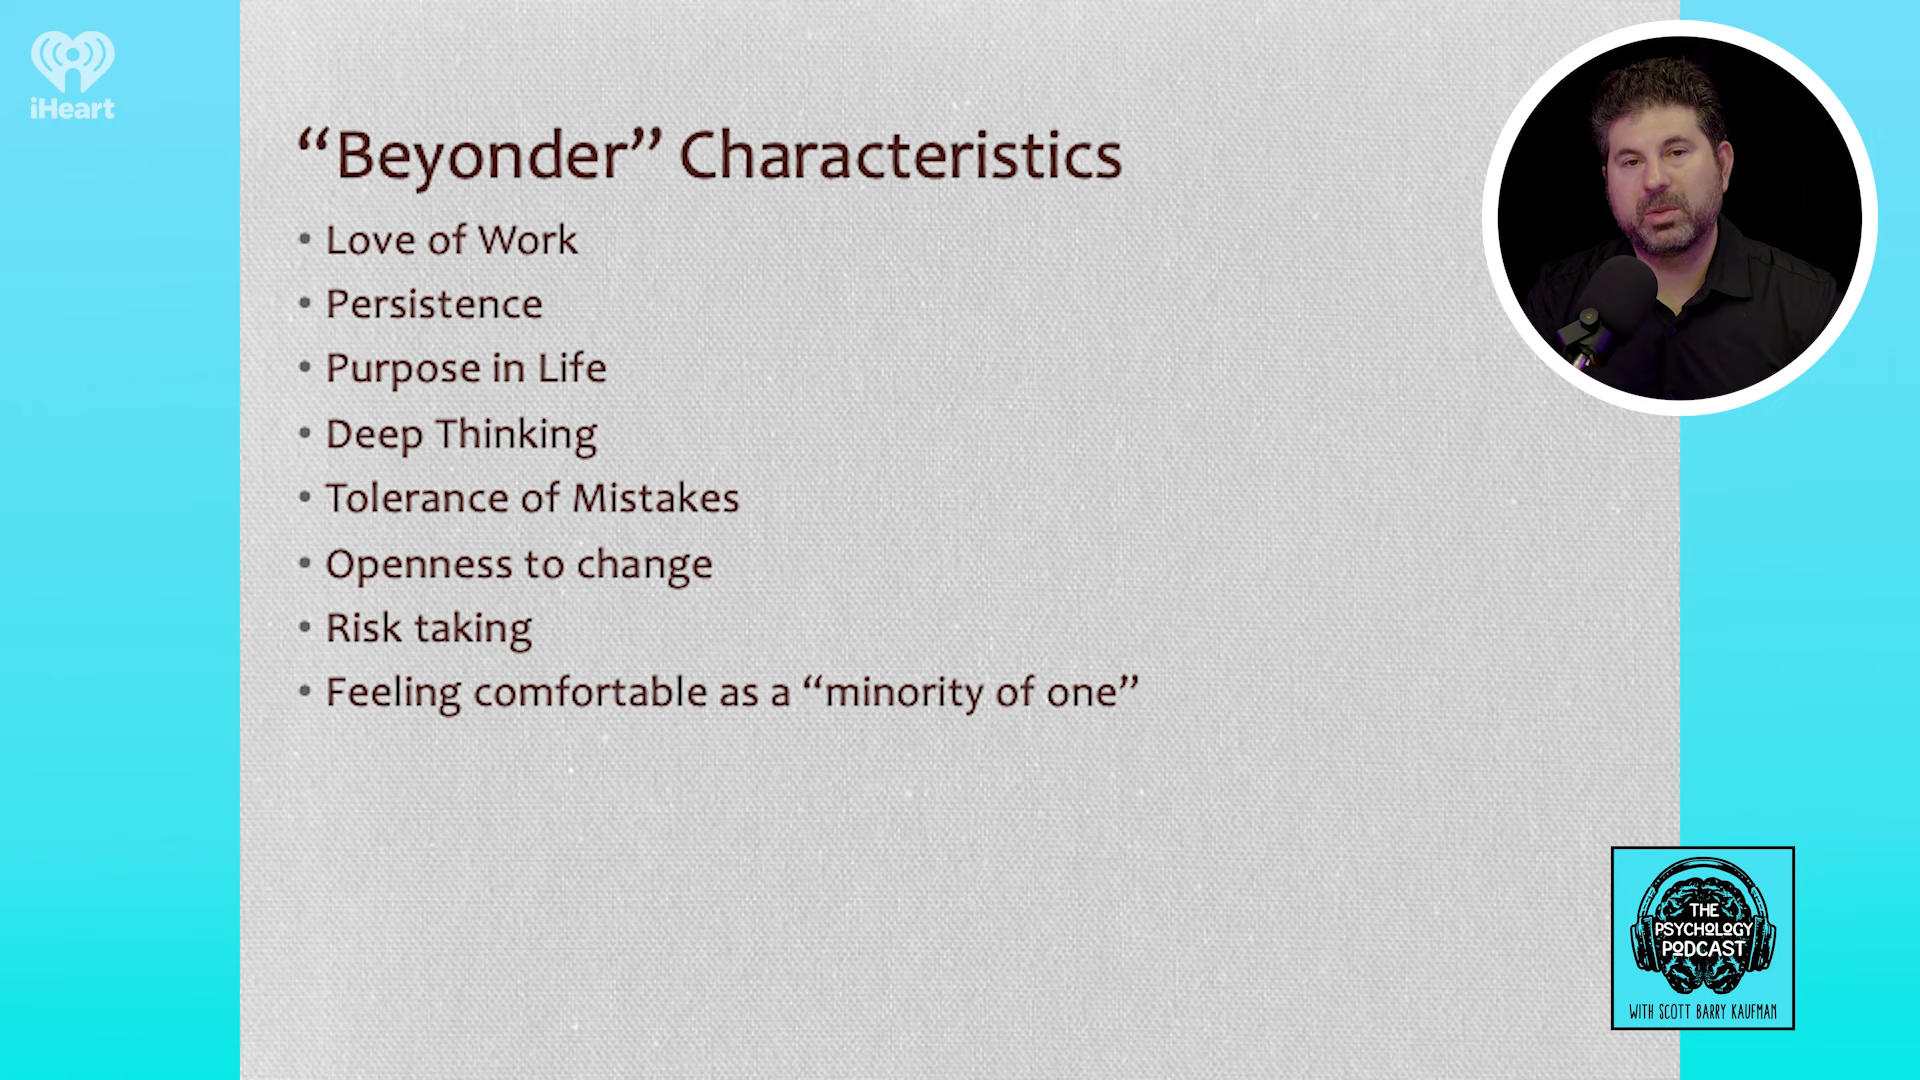 iHeart
“Beyonder” Characteristics
• Love of Work
• Persistence
• Purpose in Life
• Deep Thinking
• Tolerance of Mistakes
• Openness to change
• Risk taking
• Feeling comfortable as a “minority of one”
THE
PSYCHOLOGY
PODCAST
WITH SCOTT BARRY KAUFMAN